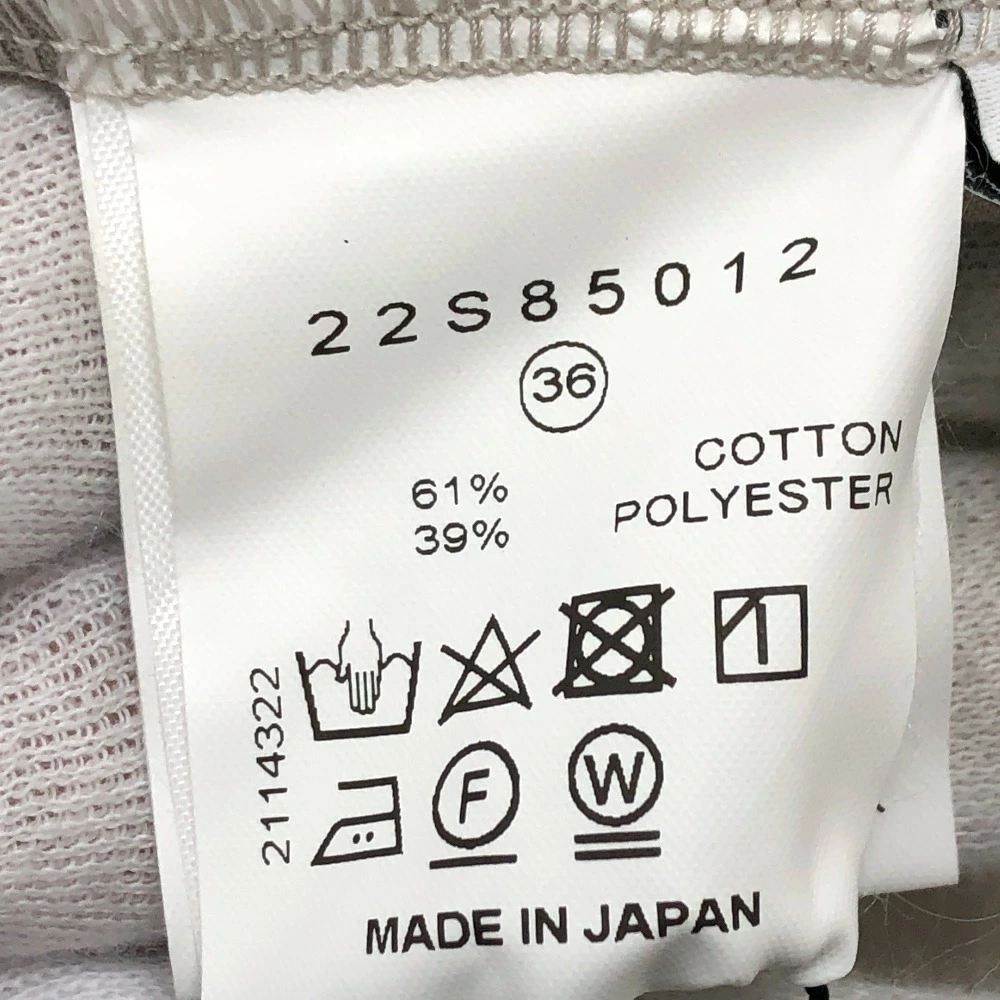 22S85012
36
61% COTTON
39% POLYESTER
2114322
F W
MADE IN JAPAN